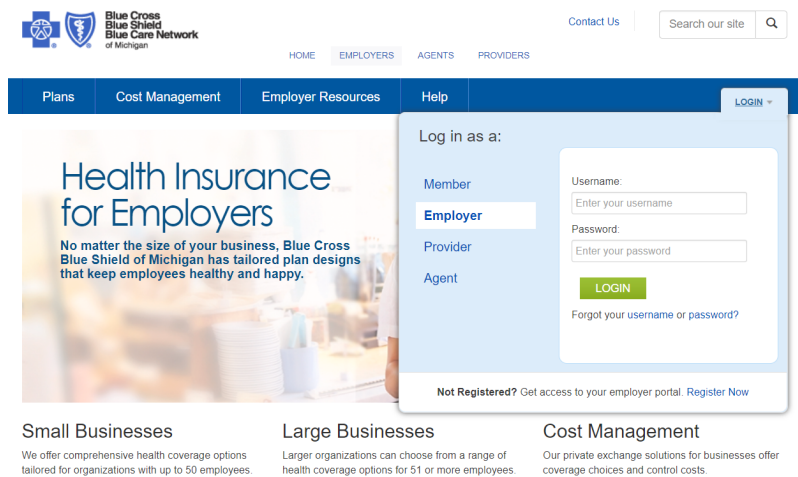 Blue Cross
Blue Shield
Blue Care Network
of Michigan
Contact Us
Search our site
HOME EMPLOYERS AGENTS PROVIDERS
Plans Cost Management Employer Resources Help
LOGIN
Log in as a:
Member
Employer
Provider
Agent
Username:
Enter your username
Password:
Enter your password
LOGIN
Forgot your username or password?
Not Registered? Get access to your employer portal. Register Now
Health Insurance
for Employers
No matter the size of your business, Blue Cross
Blue Shield of Michigan has tailored plan designs
that keep employees healthy and happy.
Small Businesses
We offer comprehensive health coverage options
tailored for organizations with up to 50 employees.
Large Businesses
Larger organizations can choose from a range of
health coverage options for 51 or more employees.
Cost Management
Our private exchange solutions for businesses offer
coverage choices and control costs.